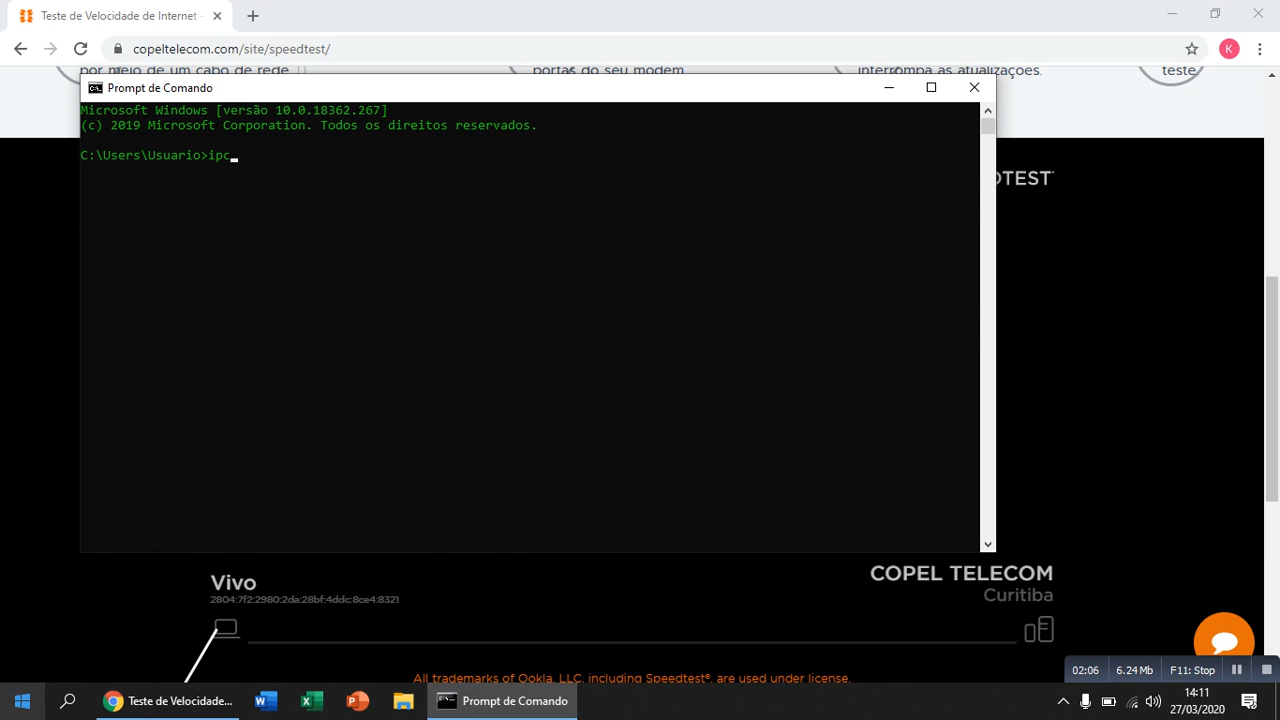 Teste de Velocidade de Internet -
copeltelecom.com/site/speedtest/
K
por meio de um cabo de rede
portas do seu modem
interrompa as atualizações.
teste
Prompt de Comando
Microsoft Windows [versão 10.0.18362.267]
(c) 2019 Microsoft Corporation. Todos os direitos reservados.
C:\Users\Usuario>ipc
DTEST
Vivo
2804:7f2:2980:2da:28bf:4ddc:8ce4:8321
COPEL TELECOM
Curitiba
All trademarks of Ookla, LLC, including Speedtest®, are used under license.
02:06
6.24 Mb
F11: Stop
Teste de Velocidade...
Prompt de Comando
14:11
27/03/2020